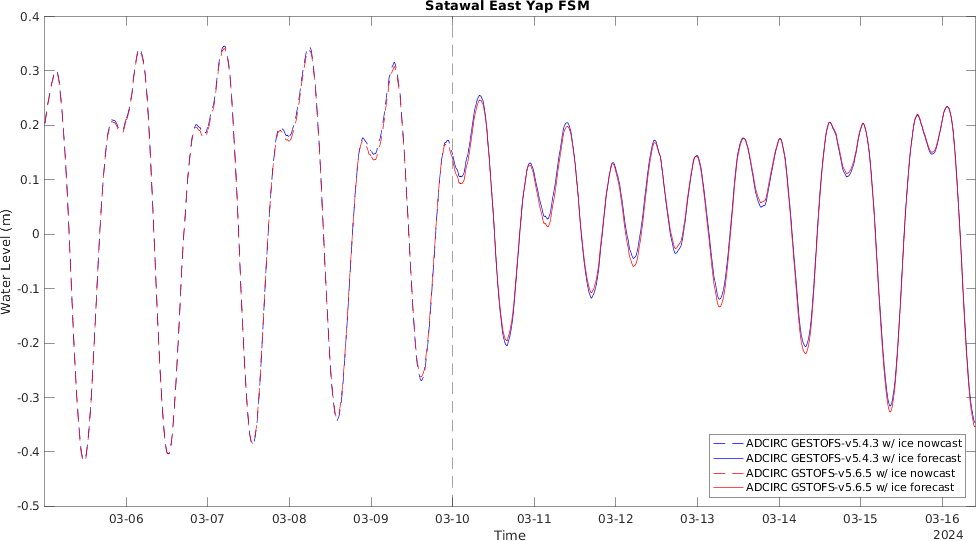 Satawal East Yap FSM
0.4
0.3
0.2
0.1
0
-0.1
-0.2
-0.3
-0.4
-0.5
Water Level (m)
03-06 03-07 03-08 03-09 03-10 03-11 03-12 03-13 03-14 03-15 03-16
Time
2024
ADCIRC GESTOFS-v5.4.3 w/ ice nowcast
ADCIRC GESTOFS-v5.4.3 w/ ice forecast
ADCIRC GSTOFS-v5.6.5 w/ ice nowcast
ADCIRC GSTOFS-v5.6.5 w/ ice forecast